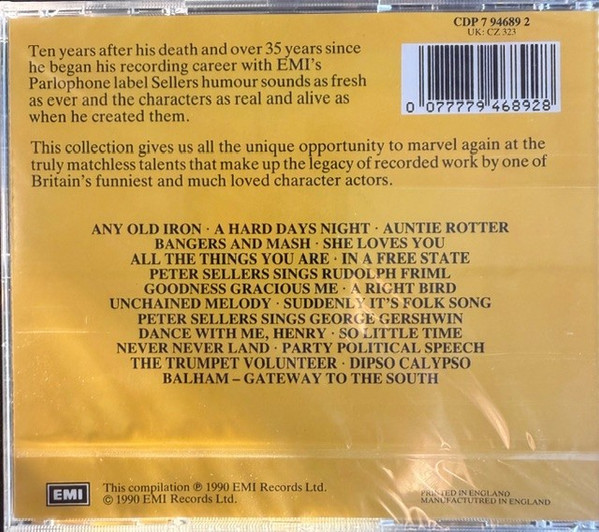 CDP 7 94689 2
UK: CZ 323
Ten years after his death and over 35 years since
he began his recording career with EMI's
Parlophone label Sellers humour sounds as fresh
as ever and the characters as real and alive as
when he created them.
0 077779 468928
This collection gives us all the unique opportunity to marvel again at the
truly matchless talents that make up the legacy of recorded work by one of
Britain's funniest and much loved character actors.
ANY OLD IRON · A HARD DAYS NIGHT · AUNTIE ROTTER
BANGERS AND MASH · SHE LOVES YOU
ALL THE THINGS YOU ARE · IN A FREE STATE
PETER SELLERS SINGS RUDOLPH FRIML
GOODNESS GRACIOUS ME · A RIGHT BIRD
UNCHAINED MELODY · SUDDENLY IT'S FOLK SONG
PETER SELLERS SINGS GEORGE GERSHWIN
DANCE WITH ME, HENRY · SO LITTLE TIME
NEVER NEVER LAND · PARTY POLITICAL SPEECH
THE TRUMPET VOLUNTEER · DIPSO CALYPSO
BALHAM – GATEWAY TO THE SOUTH
EMI
This compilation ℗ 1990 EMI Records Ltd.
© 1990 EMI Records Ltd.
PRINTED IN ENGLAND
MANUFACTUTRED IN ENGLAND